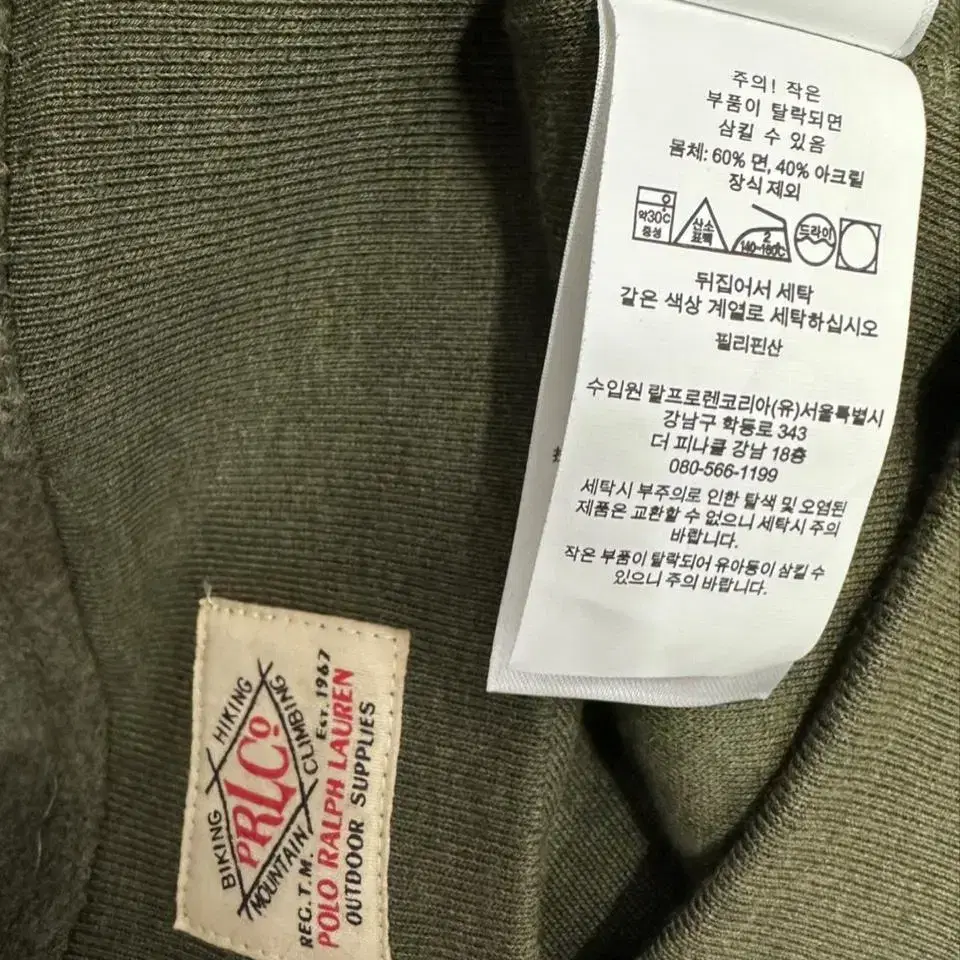 주의! 작은
부품이 탈락되면
삼킬 수 있음
몸체: 60% 면, 40% 아크릴
장식 제외
약30℃
중성
산소
표백
2
140~160℃
드라이
뒤집어서 세탁
같은 색상 계열로 세탁하십시오
필리핀산
수입원 랄프로렌코리아(유)서울특별시
강남구 학동로 343
더 피나클 강남 18층
080-566-1199
세탁시 부주의로 인한 탈색 및 오염된
제품은 교환할 수 없으니 세탁시 주의
바랍니다.
작은 부품이 탈락되어 유아동이 삼킬 수
있으니 주의 바랍니다.
BIKING HIKING
PRLCo
MOUNTAIN CLIMBING
REG. T.M. EST. 1967
POLO RALPH LAUREN
OUTDOOR SUPPLIES